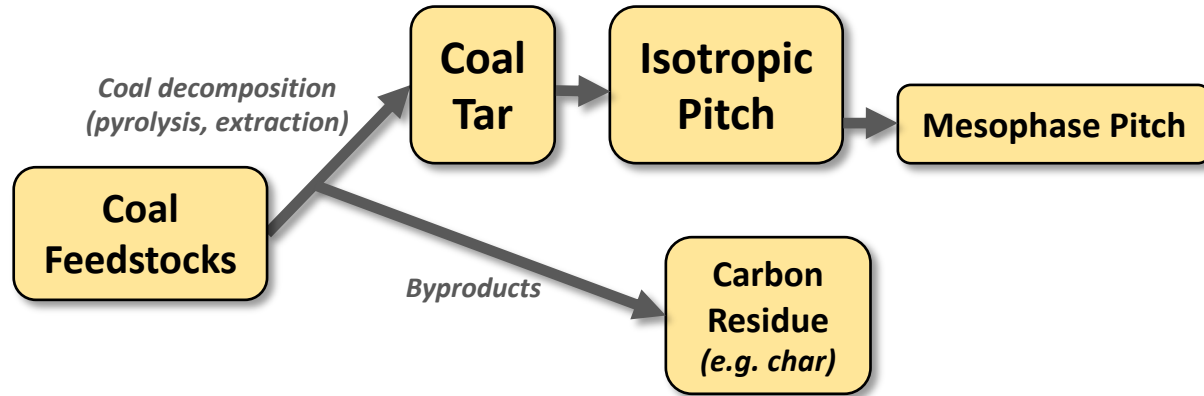 Coal decomposition
(pyrolysis, extraction)
Coal
Tar
Isotropic
Pitch
Mesophase Pitch
Coal
Feedstocks
Byproducts
Carbon
Residue
(e.g. char)